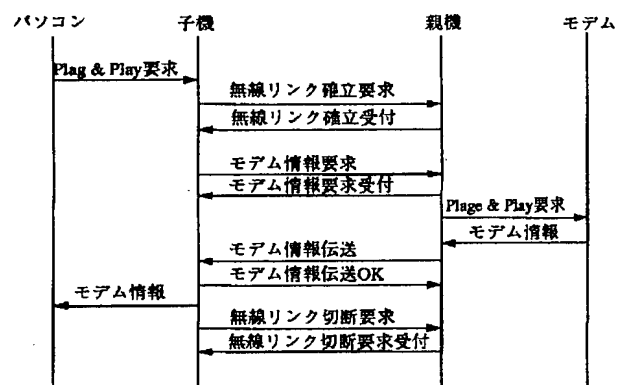 パソコン 子機 親機 モデム
Plag & Play要求
無線リンク確立要求
無線リンク確立受付
モデム情報要求
モデム情報要求受付
Plage & Play要求
モデム情報
モデム情報伝送
モデム情報伝送OK
モデム情報
無線リンク切断要求
無線リンク切断要求受付